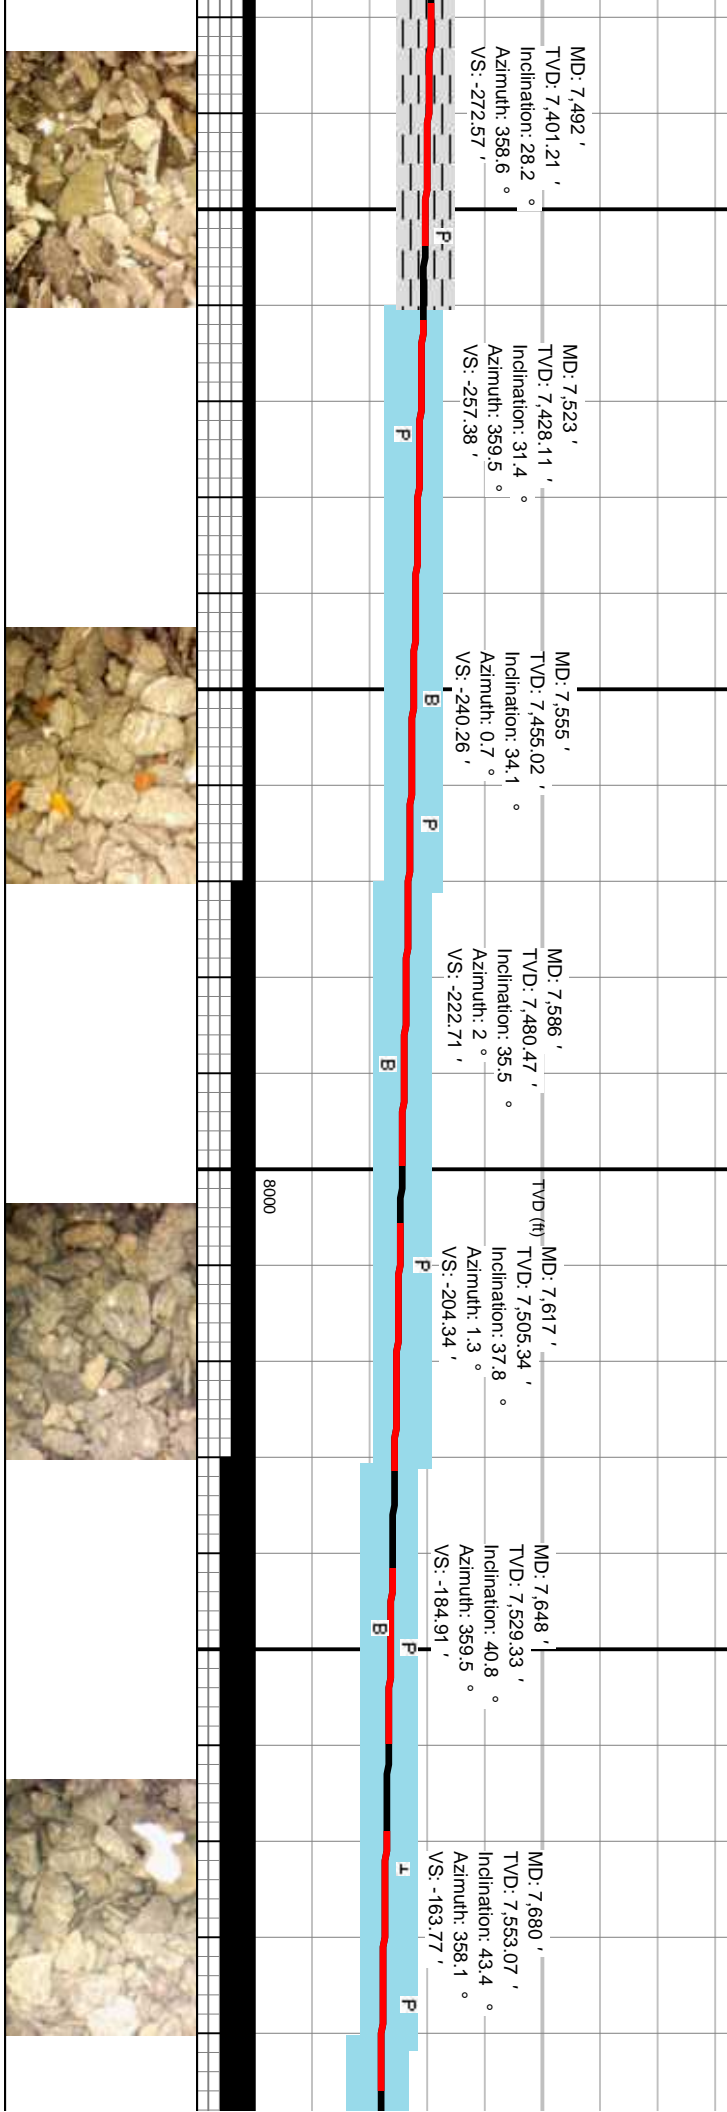 MD: 7,492 '
TVD: 7,401.21 '
Inclination: 28.2 °
Azimuth: 358.6 °
VS: -272.57 '
P
MD: 7,523 '
TVD: 7,428.11 '
Inclination: 31.4 °
Azimuth: 359.5 °
VS: -257.38 '
P
MD: 7,555 '
TVD: 7,455.02 '
Inclination: 34.1 °
Azimuth: 0.7 °
VS: -240.26 '
B
P
MD: 7,586 '
TVD: 7,480.47 '
Inclination: 35.5 °
Azimuth: 2 °
VS: -222.71 '
B
TVD (ft)
8000
MD: 7,617 '
TVD: 7,505.34 '
Inclination: 37.8 °
Azimuth: 1.3 °
VS: -204.34 '
P
MD: 7,648 '
TVD: 7,529.33 '
Inclination: 40.8 °
Azimuth: 359.5 °
VS: -184.91 '
P
B
MD: 7,680 '
TVD: 7,553.07 '
Inclination: 43.4 °
Azimuth: 358.1 °
VS: -163.77 '
P